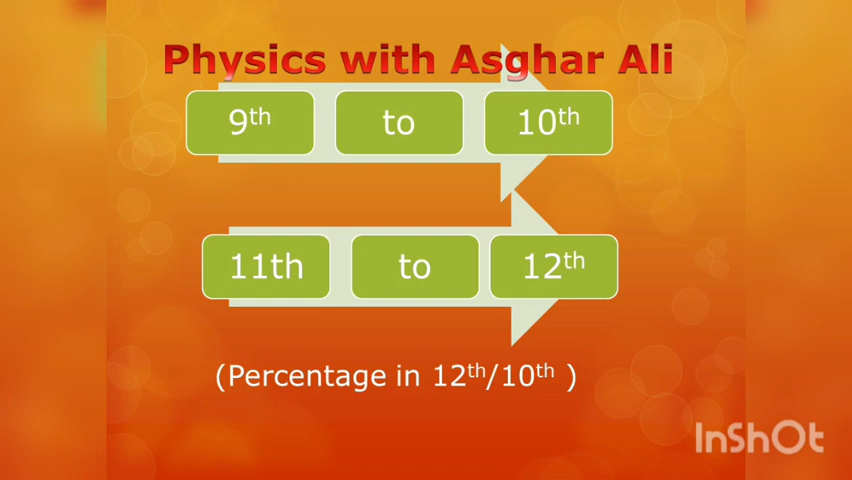 Physics with Asghar Ali
9th to 10th
11th to 12th
(Percentage in 12th/10th )
InShOt